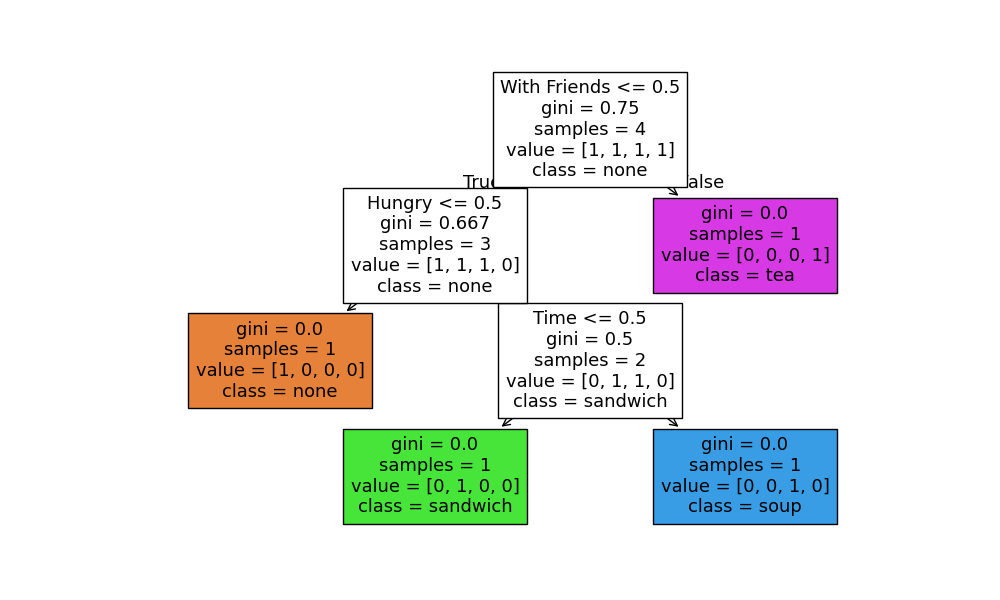 With Friends <= 0.5
gini = 0.75
samples = 4
value = [1, 1, 1, 1]
class = none
True
alse
Hungry <= 0.5
gini = 0.667
samples = 3
value = [1, 1, 1, 0]
class = none
gini = 0.0
samples = 1
value = [0, 0, 0, 1]
class = tea
gini = 0.0
samples = 1
value = [1, 0, 0, 0]
class = none
Time <= 0.5
gini = 0.5
samples = 2
value = [0, 1, 1, 0]
class = sandwich
gini = 0.0
samples = 1
value = [0, 1, 0, 0]
class = sandwich
gini = 0.0
samples = 1
value = [0, 0, 1, 0]
class = soup